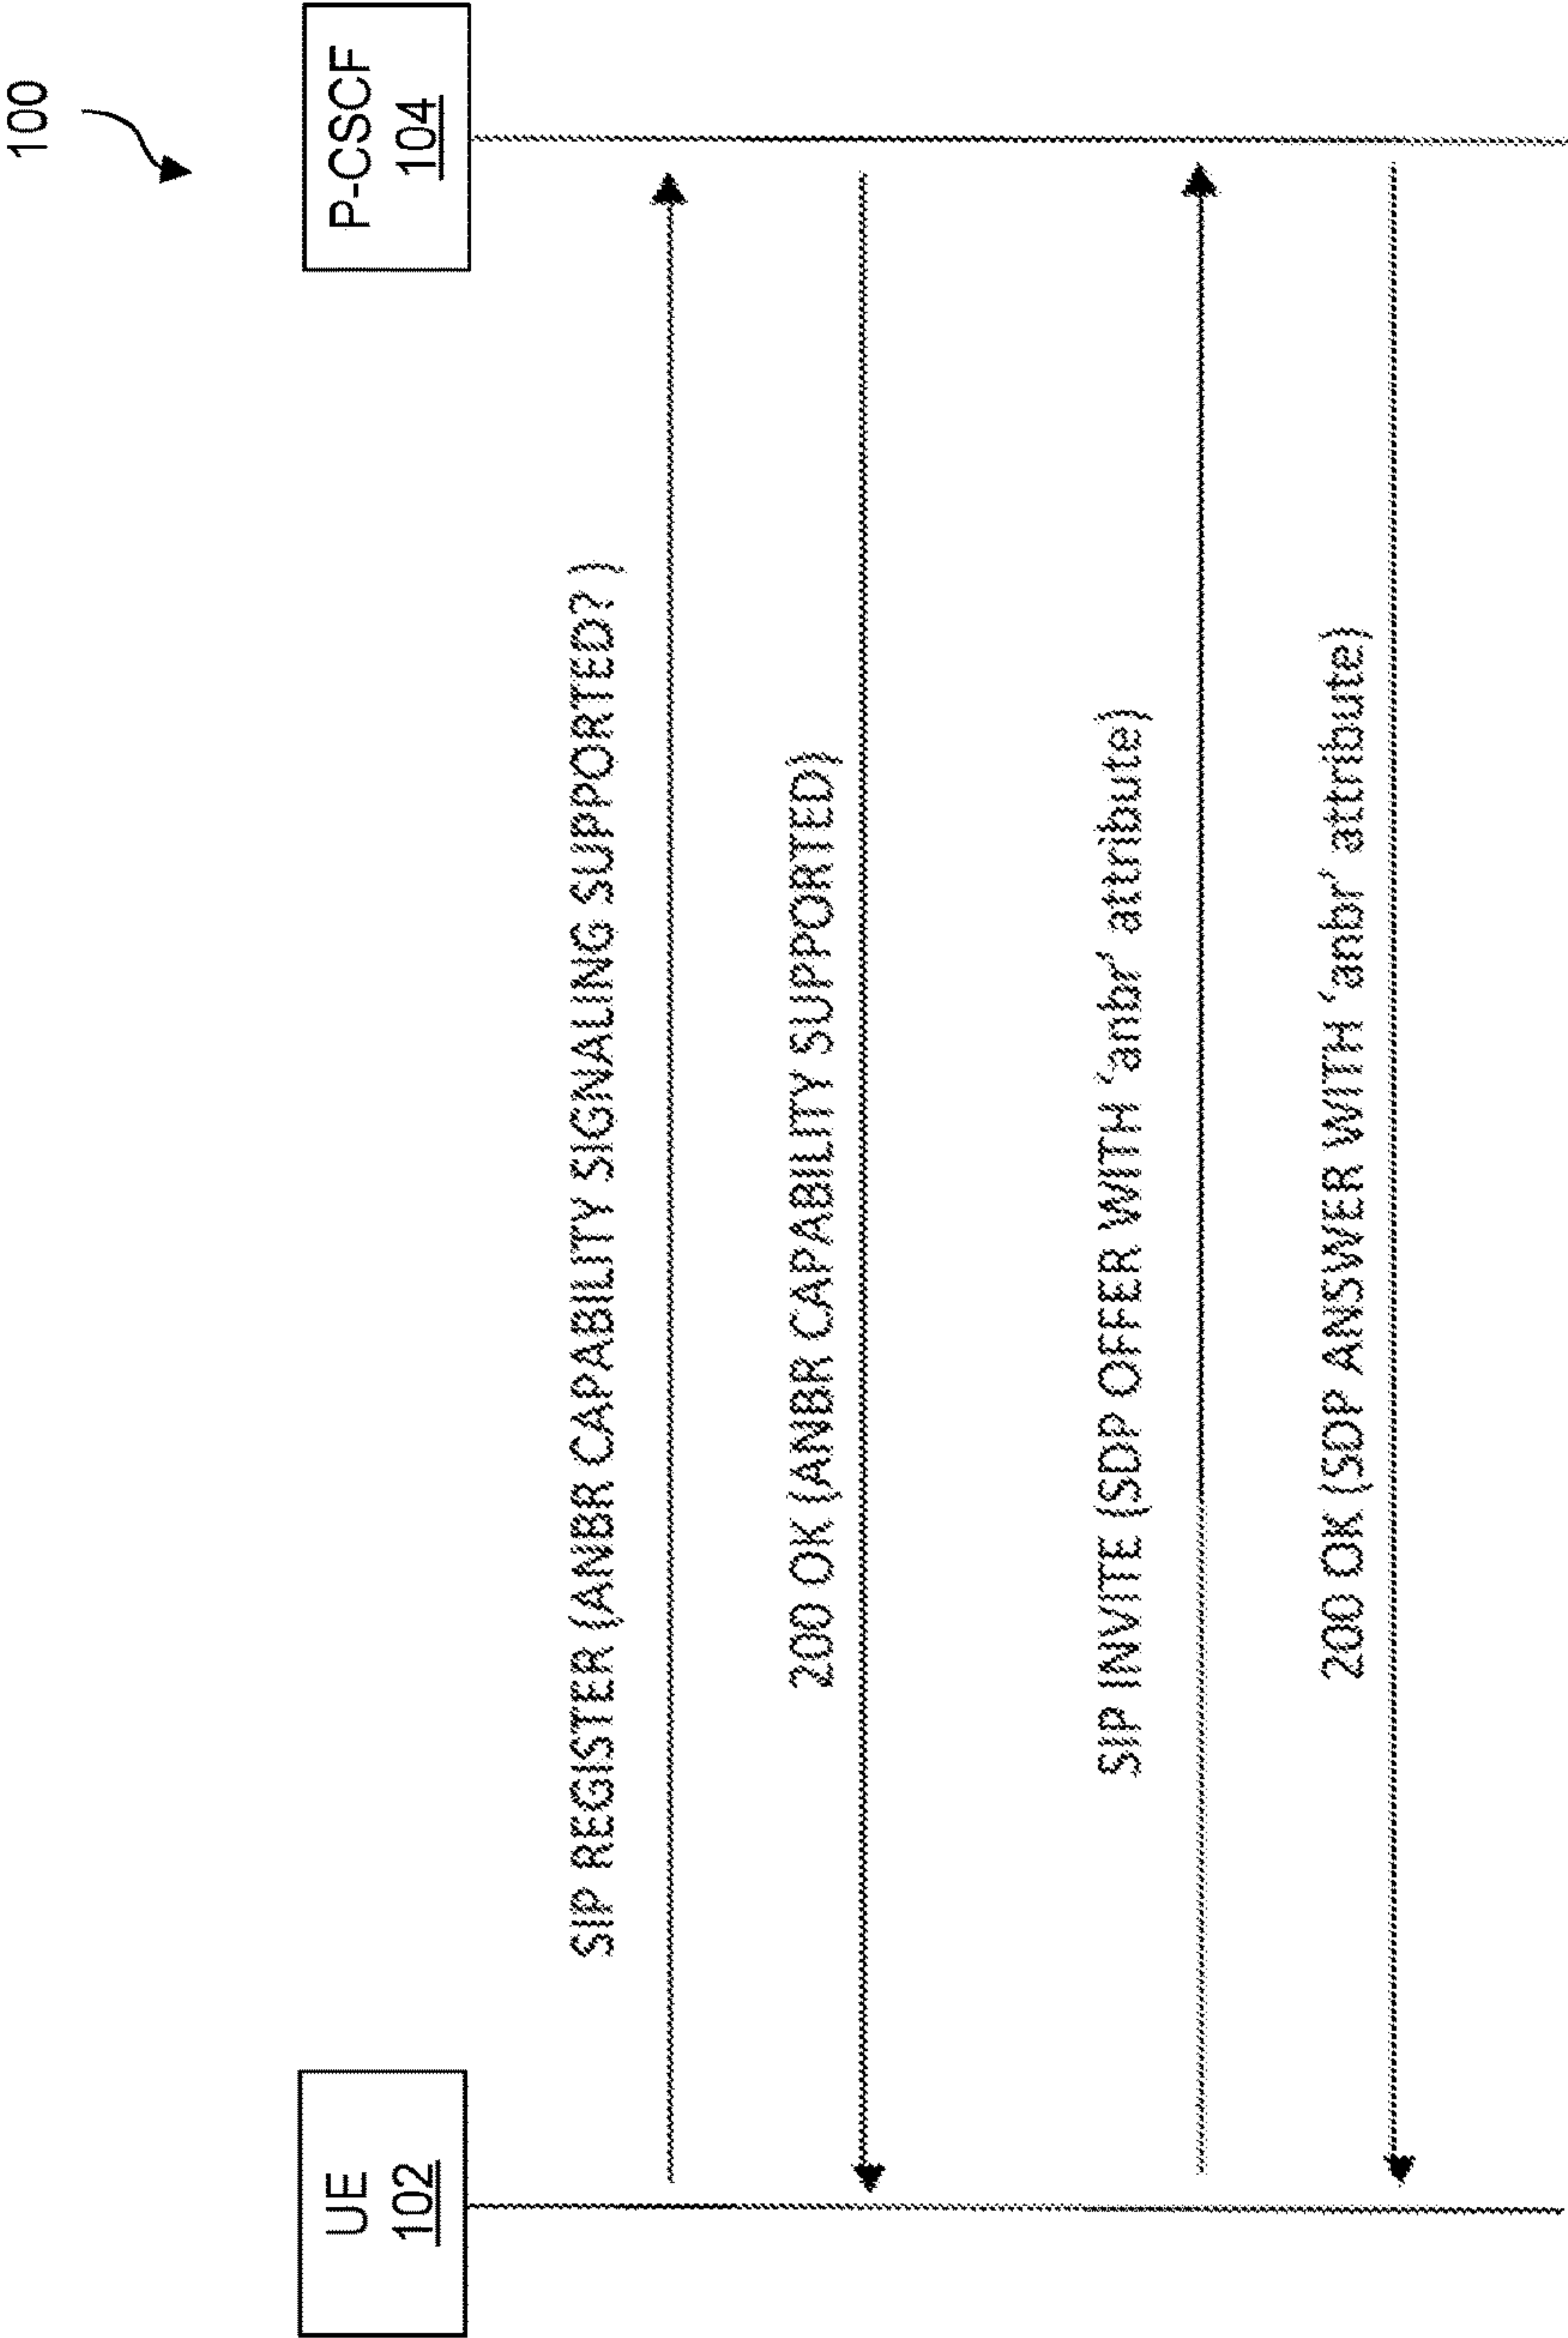 100
UE
102
P-CSCF
104
SIP REGISTER (ANBR CAPABILITY SIGNALING SUPPORTED? )
200 OK (ANBR CAPABILITY SUPPORTED)
SIP INVITE (SDP OFFER WITH ‘anbr’ attribute)
200 OK (SDP ANSWER WITH ‘anbr’ attribute)